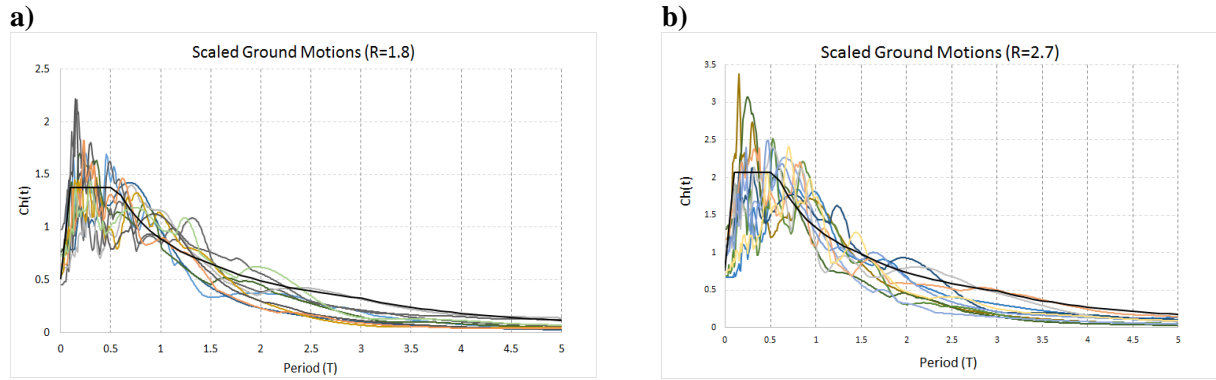 a)
Scaled Ground Motions (R=1.8)
2.5
2
1.5
1
0.5
0
Ch(t)
0 0.5 1 1.5 2 2.5 3 3.5 4 4.5 5
Period (T)
b)
Scaled Ground Motions (R=2.7)
3.5
3
2.5
2
1.5
1
0.5
0
Ch(t)
0 0.5 1 1.5 2 2.5 3 3.5 4 4.5 5
Period (T)